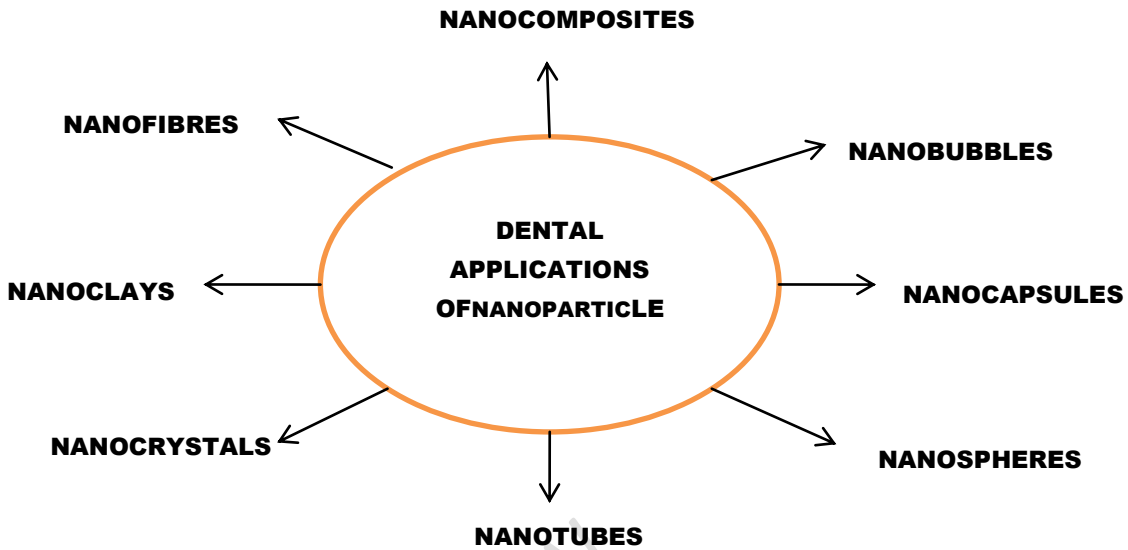 NANOCOMPOSITES
NANOFIBRES
NANOBUBBLES
DENTAL
APPLICATIONS
OFNANOPARTICLE
NANOCLAYS
NANOCAPSULES
NANOCRYSTALS
NANOSPHERES
NANOTUBES